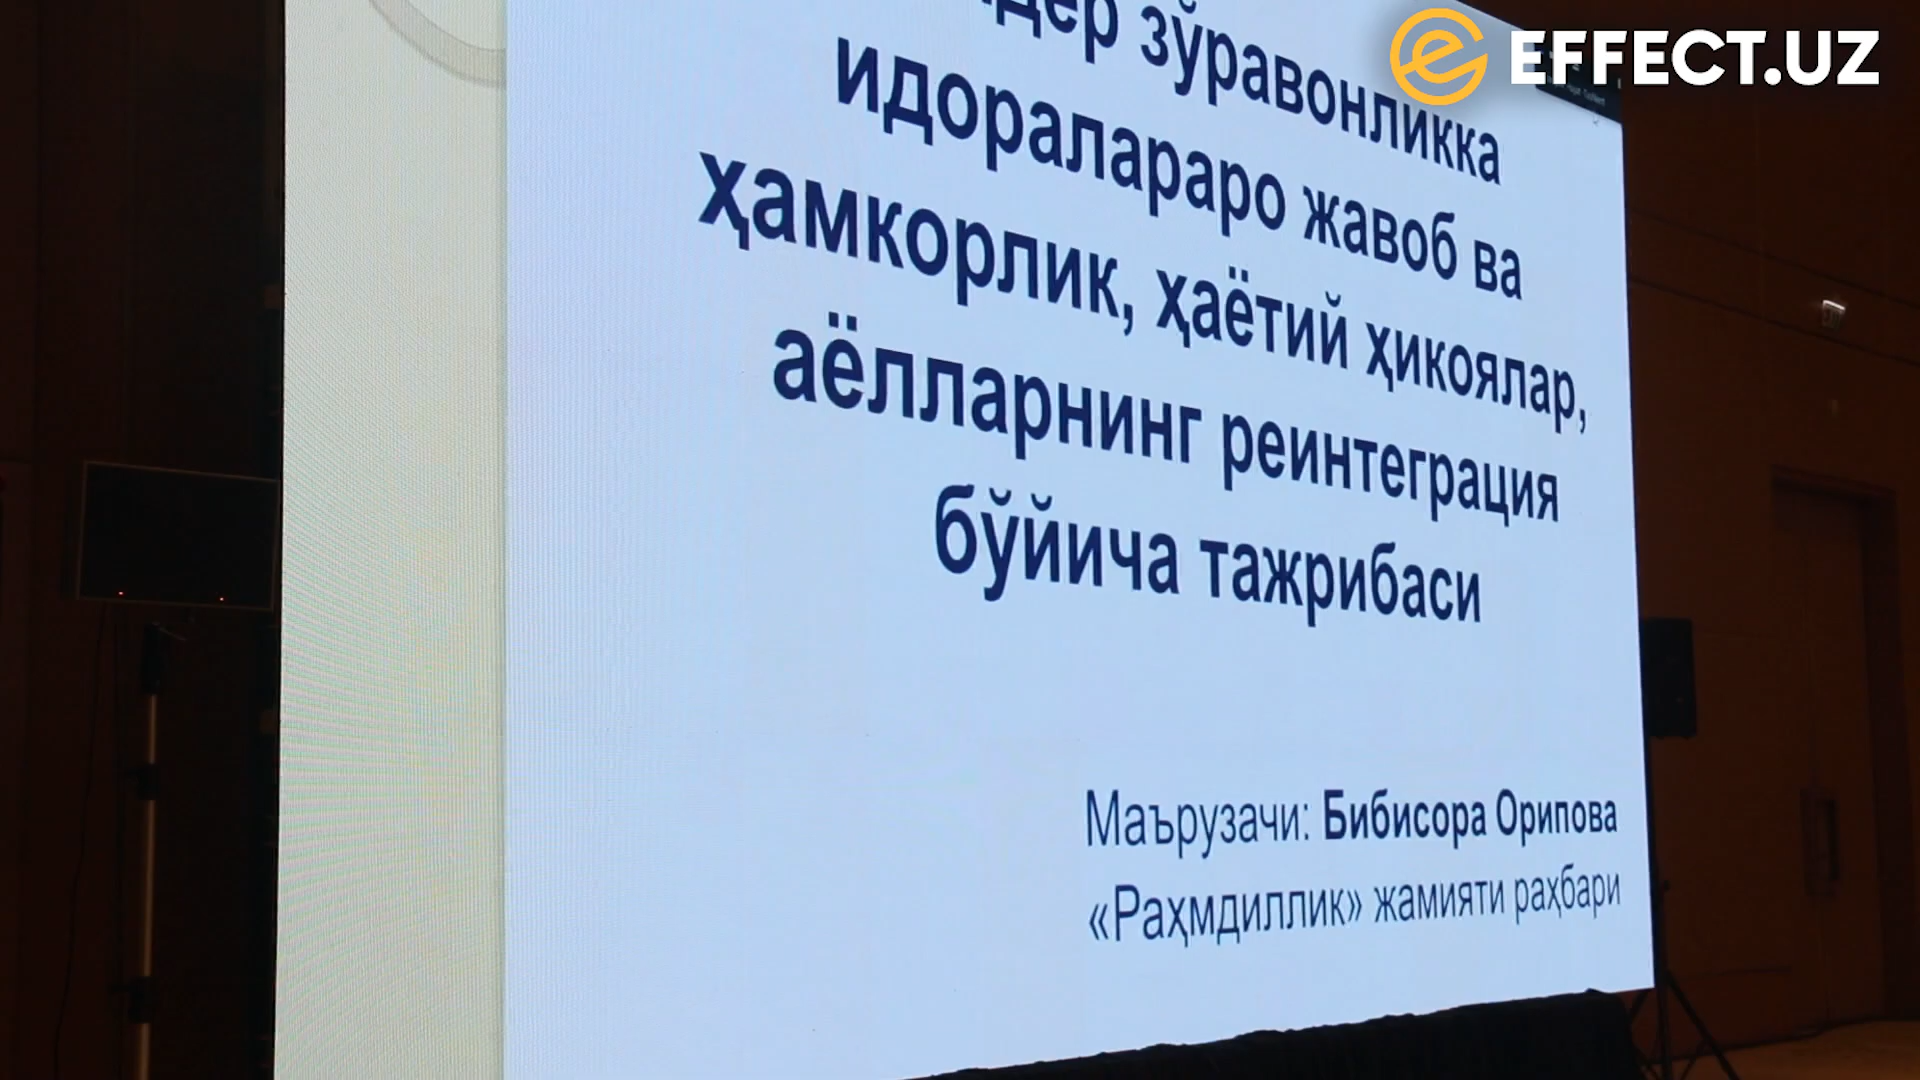 EFFECT.UZ
зўравонликка
идоралараро жавоб ва
ҳамкорлик, ҳаётий ҳикоялар,
аёлларнинг реинтеграция
бўйича тажрибаси
Маърузачи: Бибисора Орипова
«Раҳмдиллик» жамияти раҳбари